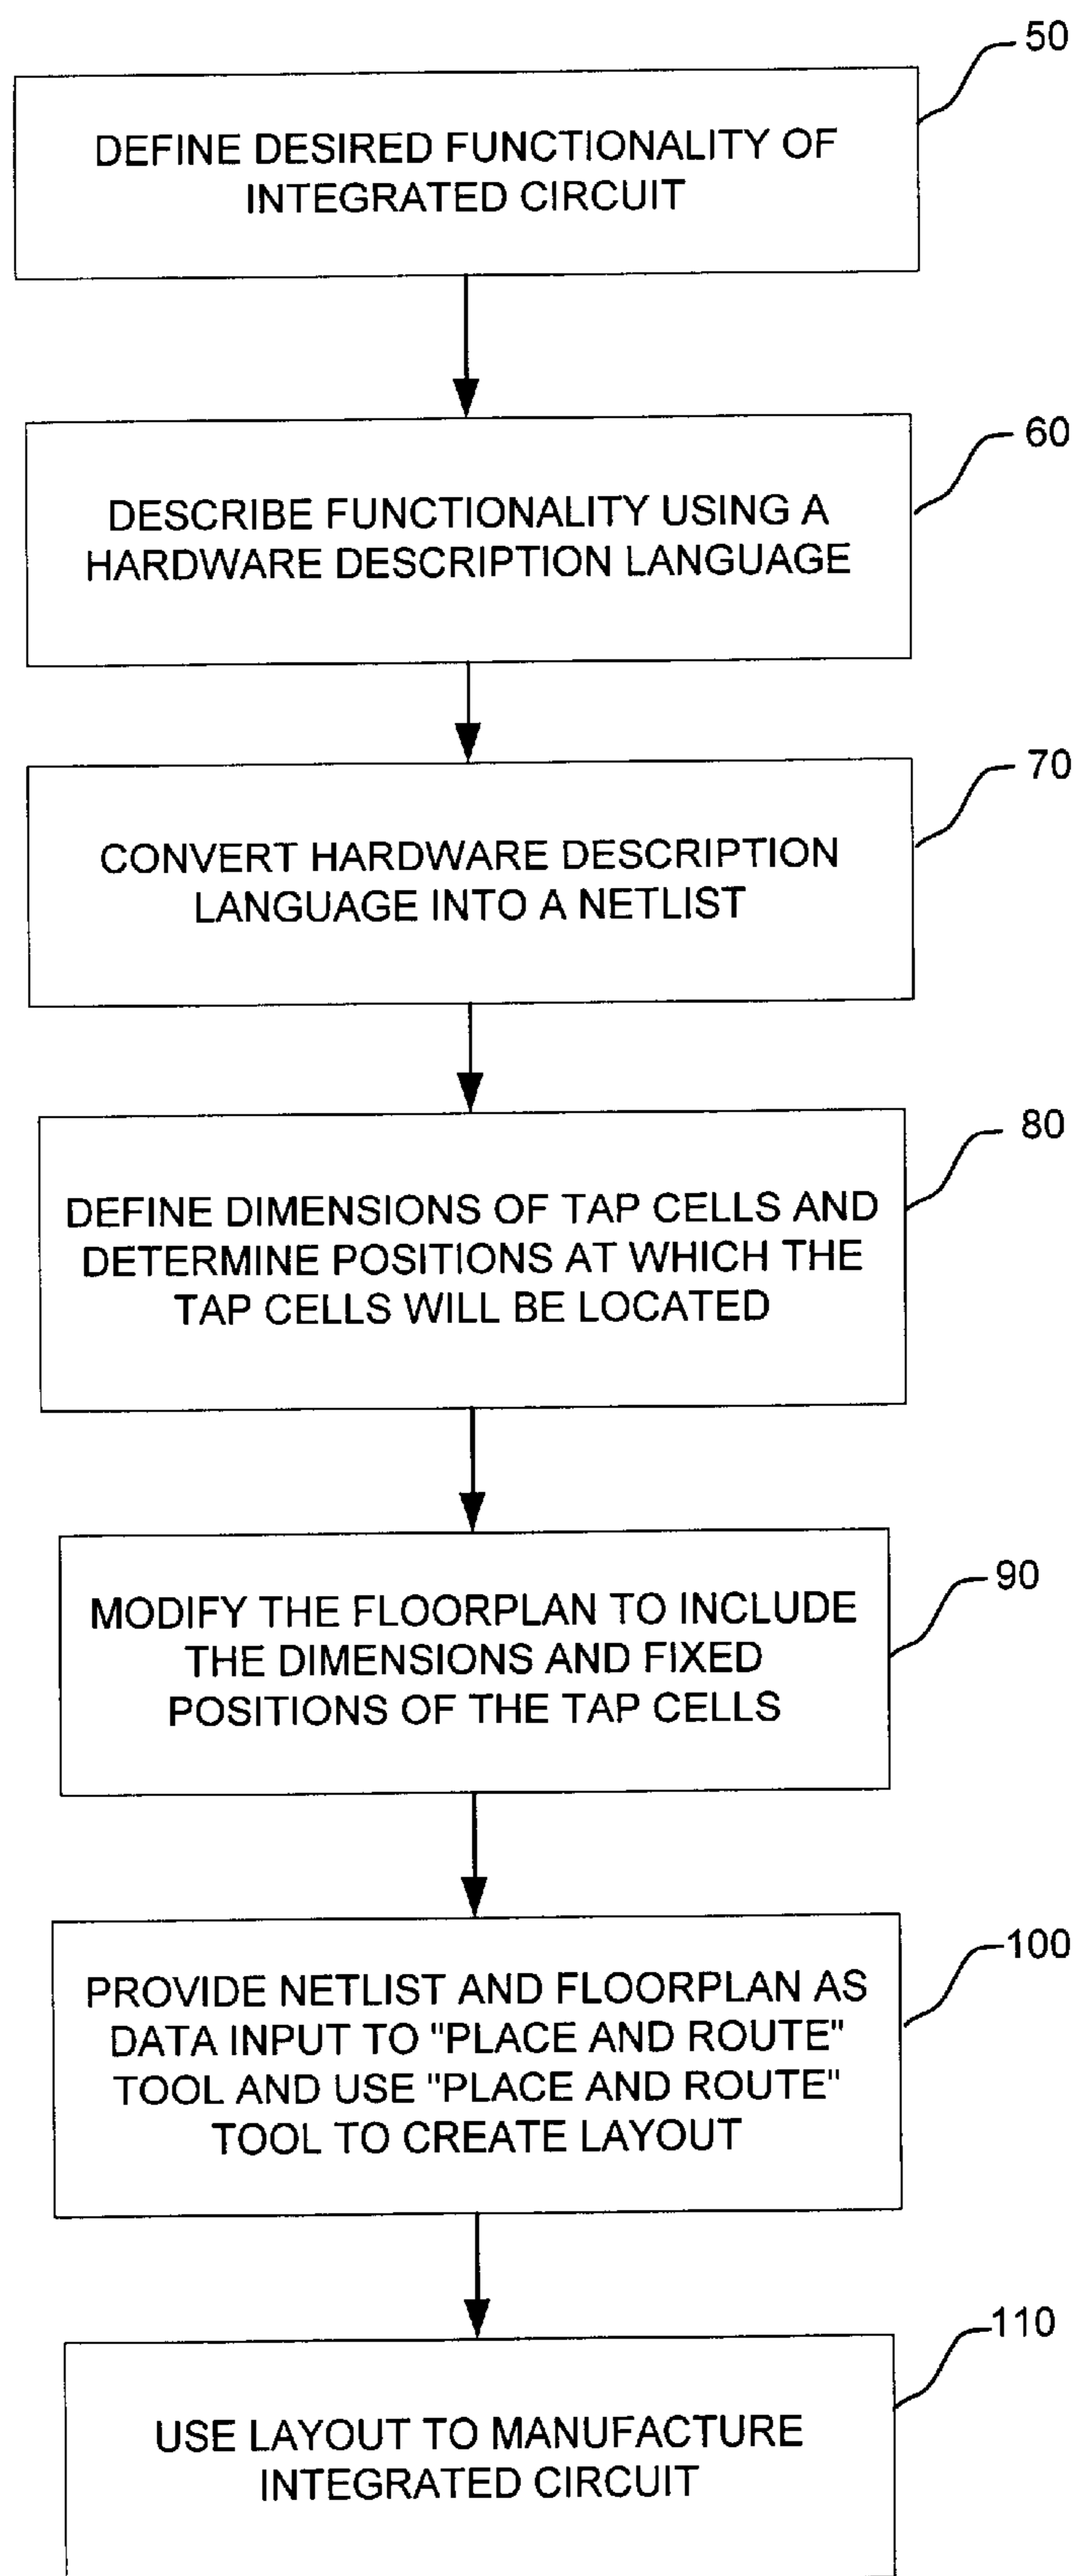 50
DEFINE DESIRED FUNCTIONALITY OF
INTEGRATED CIRCUIT
60
DESCRIBE FUNCTIONALITY USING A
HARDWARE DESCRIPTION LANGUAGE
70
CONVERT HARDWARE DESCRIPTION
LANGUAGE INTO A NETLIST
80
DEFINE DIMENSIONS OF TAP CELLS AND
DETERMINE POSITIONS AT WHICH THE
TAP CELLS WILL BE LOCATED
90
MODIFY THE FLOORPLAN TO INCLUDE
THE DIMENSIONS AND FIXED
POSITIONS OF THE TAP CELLS
100
PROVIDE NETLIST AND FLOORPLAN AS
DATA INPUT TO "PLACE AND ROUTE"
TOOL AND USE "PLACE AND ROUTE"
TOOL TO CREATE LAYOUT
110
USE LAYOUT TO MANUFACTURE
INTEGRATED CIRCUIT